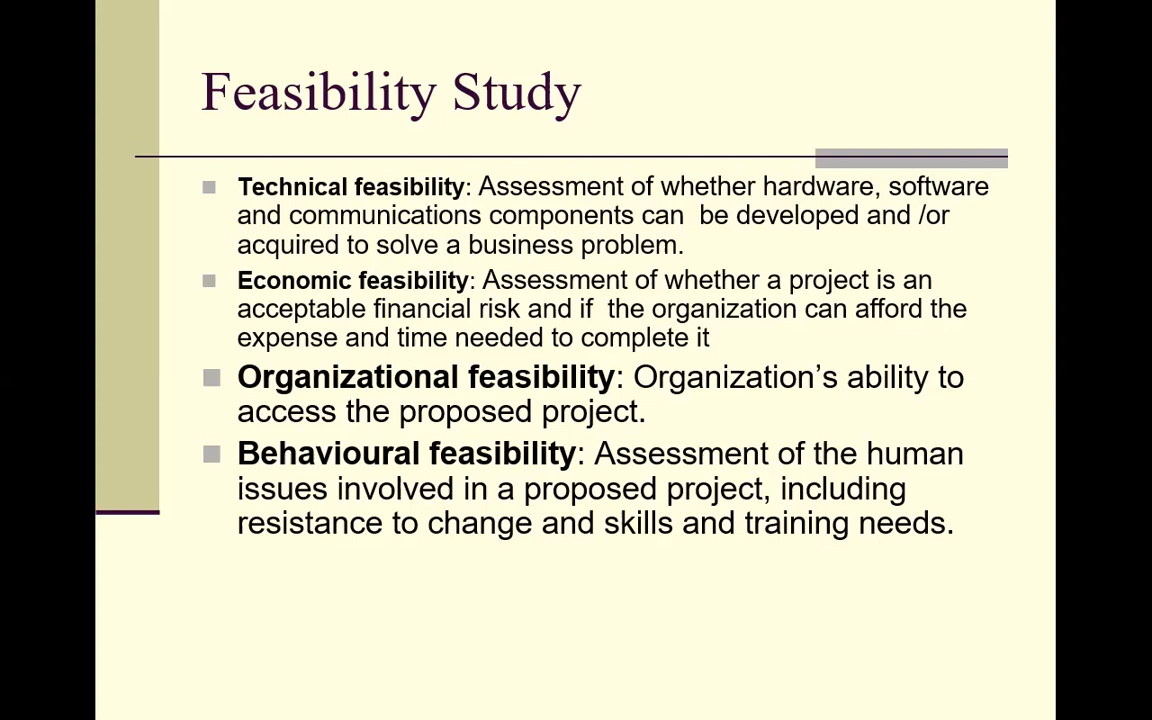 Feasibility Study
Technical feasibility: Assessment of whether hardware, software
and communications components can  be developed and /or
acquired to solve a business problem.
Economic feasibility: Assessment of whether a project is an
acceptable financial risk and if  the organization can afford the
expense and time needed to complete it
Organizational feasibility: Organization’s ability to
access the proposed project.
Behavioural feasibility: Assessment of the human
issues involved in a proposed project, including
resistance to change and skills and training needs.